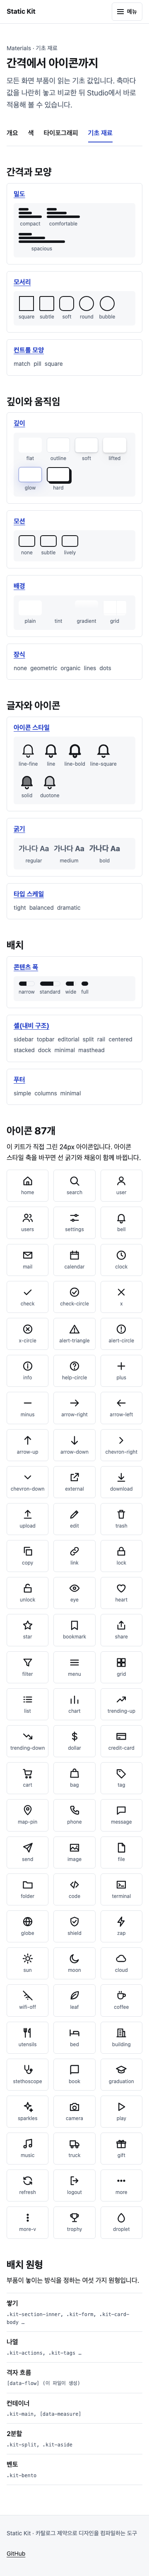 Static Kit
메뉴
Materials · 기초 재료
간격에서 아이콘까지
모든 화면 부품이 읽는 기초 값입니다. 축마다
값을 나란히 놓고 비교한 뒤 Studio에서 바로
적용해 볼 수 있습니다.
개요 색 타이포그래피 기초 재료
간격과 모양
밀도
compact comfortable
spacious
모서리
square subtle soft round bubble
컨트롤 모양
match pill square
깊이와 움직임
깊이
flat outline soft lifted
glow hard
모션
none subtle lively
배경
plain tint gradient grid
장식
none geometric organic lines dots
글자와 아이콘
아이콘 스타일
line-fine line line-bold line-square
solid duotone
굵기
가나다 Aa 가나다 Aa 가나다 Aa
regular medium bold
타입 스케일
tight balanced dramatic
배치
콘텐츠 폭
narrow standard wide full
셸(내비 구조)
sidebar topbar editorial split rail centered
stacked dock minimal masthead
푸터
simple columns minimal
아이콘 87개
이 키트가 직접 그린 24px 아이콘입니다. 아이콘
스타일 축을 바꾸면 선 굵기와 채움이 함께 바뀝니다.
home search user
users settings bell
mail calendar clock
check check-circle x
x-circle alert-triangle alert-circle
info help-circle plus
minus arrow-right arrow-left
arrow-up arrow-down chevron-right
chevron-down external download
upload edit trash
copy link lock
unlock eye heart
star bookmark share
filter menu grid
list chart trending-up
trending-down dollar credit-card
cart bag tag
map-pin phone message
send image file
folder code terminal
globe shield zap
sun moon cloud
wifi-off leaf coffee
utensils bed building
stethoscope book graduation
sparkles camera play
music truck gift
refresh logout more
more-v trophy droplet
배치 원형
부품이 놓이는 방식을 정하는 여섯 가지 원형입니다.
쌓기
.kit-section-inner, .kit-form, .kit-card-
body …
나열
.kit-actions, .kit-tags …
격자 흐름
[data-flow] (이 파일이 생성)
컨테이너
.kit-main, [data-measure]
2분할
.kit-split, .kit-aside
벤토
.kit-bento
Static Kit · 카탈로그 제약으로 디자인을 컴파일하는 도구
GitHub